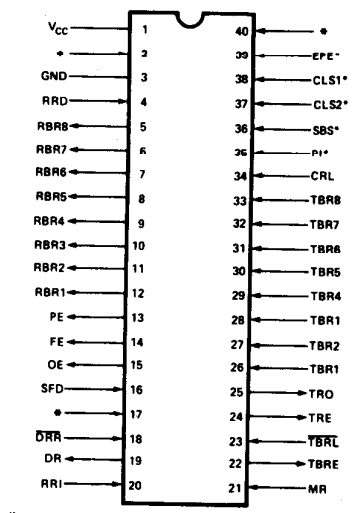 VCC 1 40 *
* 2 39 EPE*
GND 3 38 CLS1*
RRD 4 37 CLS2*
RBR8 5 36 SBS*
RBR7 6 35 PI*
RBR6 7 34 CRL
RBR5 8 33 TBR8
RBR4 9 32 TBR7
RBR3 10 31 TBR6
RBR2 11 30 TBR5
RBR1 12 29 TBR4
PE 13 28 TBR1
FE 14 27 TBR2
OE 15 26 TBR1
SFD 16 25 TRO
* 17 24 TRE
D̅R̅R̅ 18 23 T̅B̅R̅L̅
DR 19 22 TBRE
RRI 20 21 MR